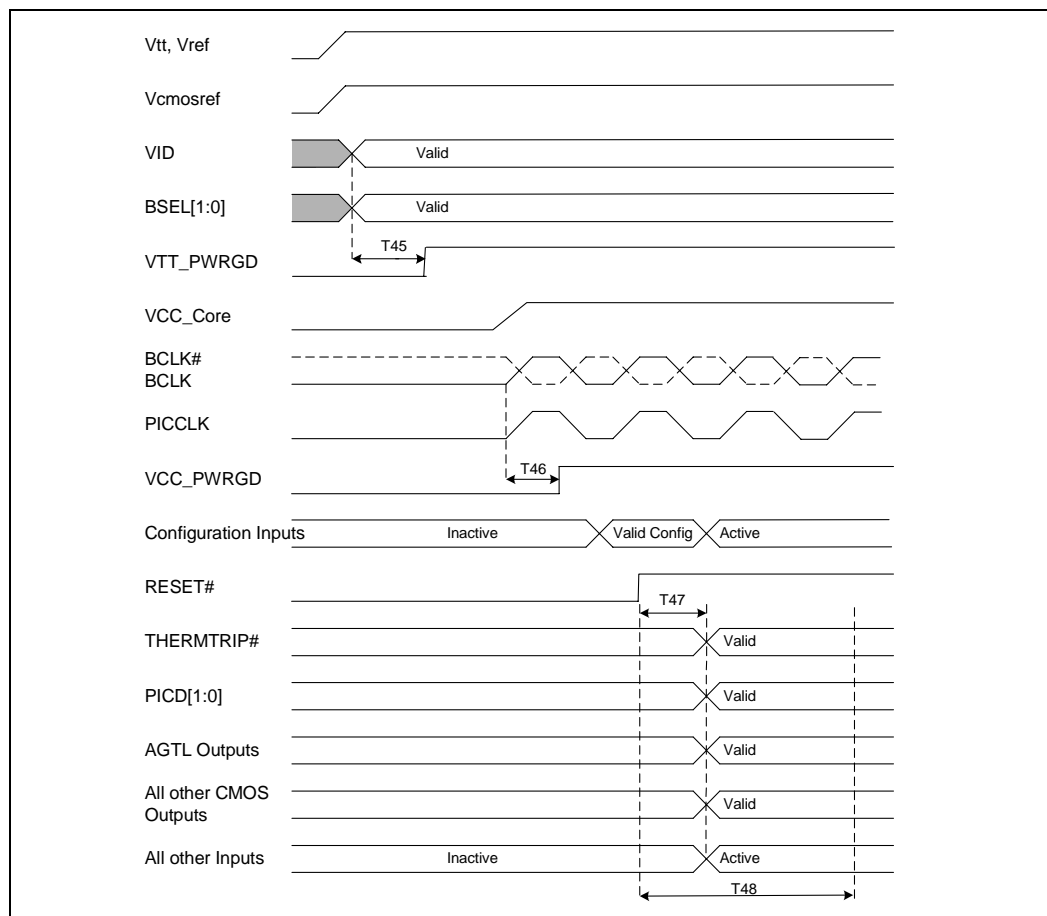 Vtt, Vref
Vcmosref
VID
Valid
BSEL[1:0]
Valid
T45
VTT_PWRGD
VCC_Core
BCLK#
BCLK
PICCLK
T46
VCC_PWRGD
Configuration Inputs
Inactive
Valid Config
Active
RESET#
T47
THERMTRIP#
Valid
PICD[1:0]
Valid
AGTL Outputs
Valid
All other CMOS
Outputs
Valid
All other Inputs
Inactive
Active
T48